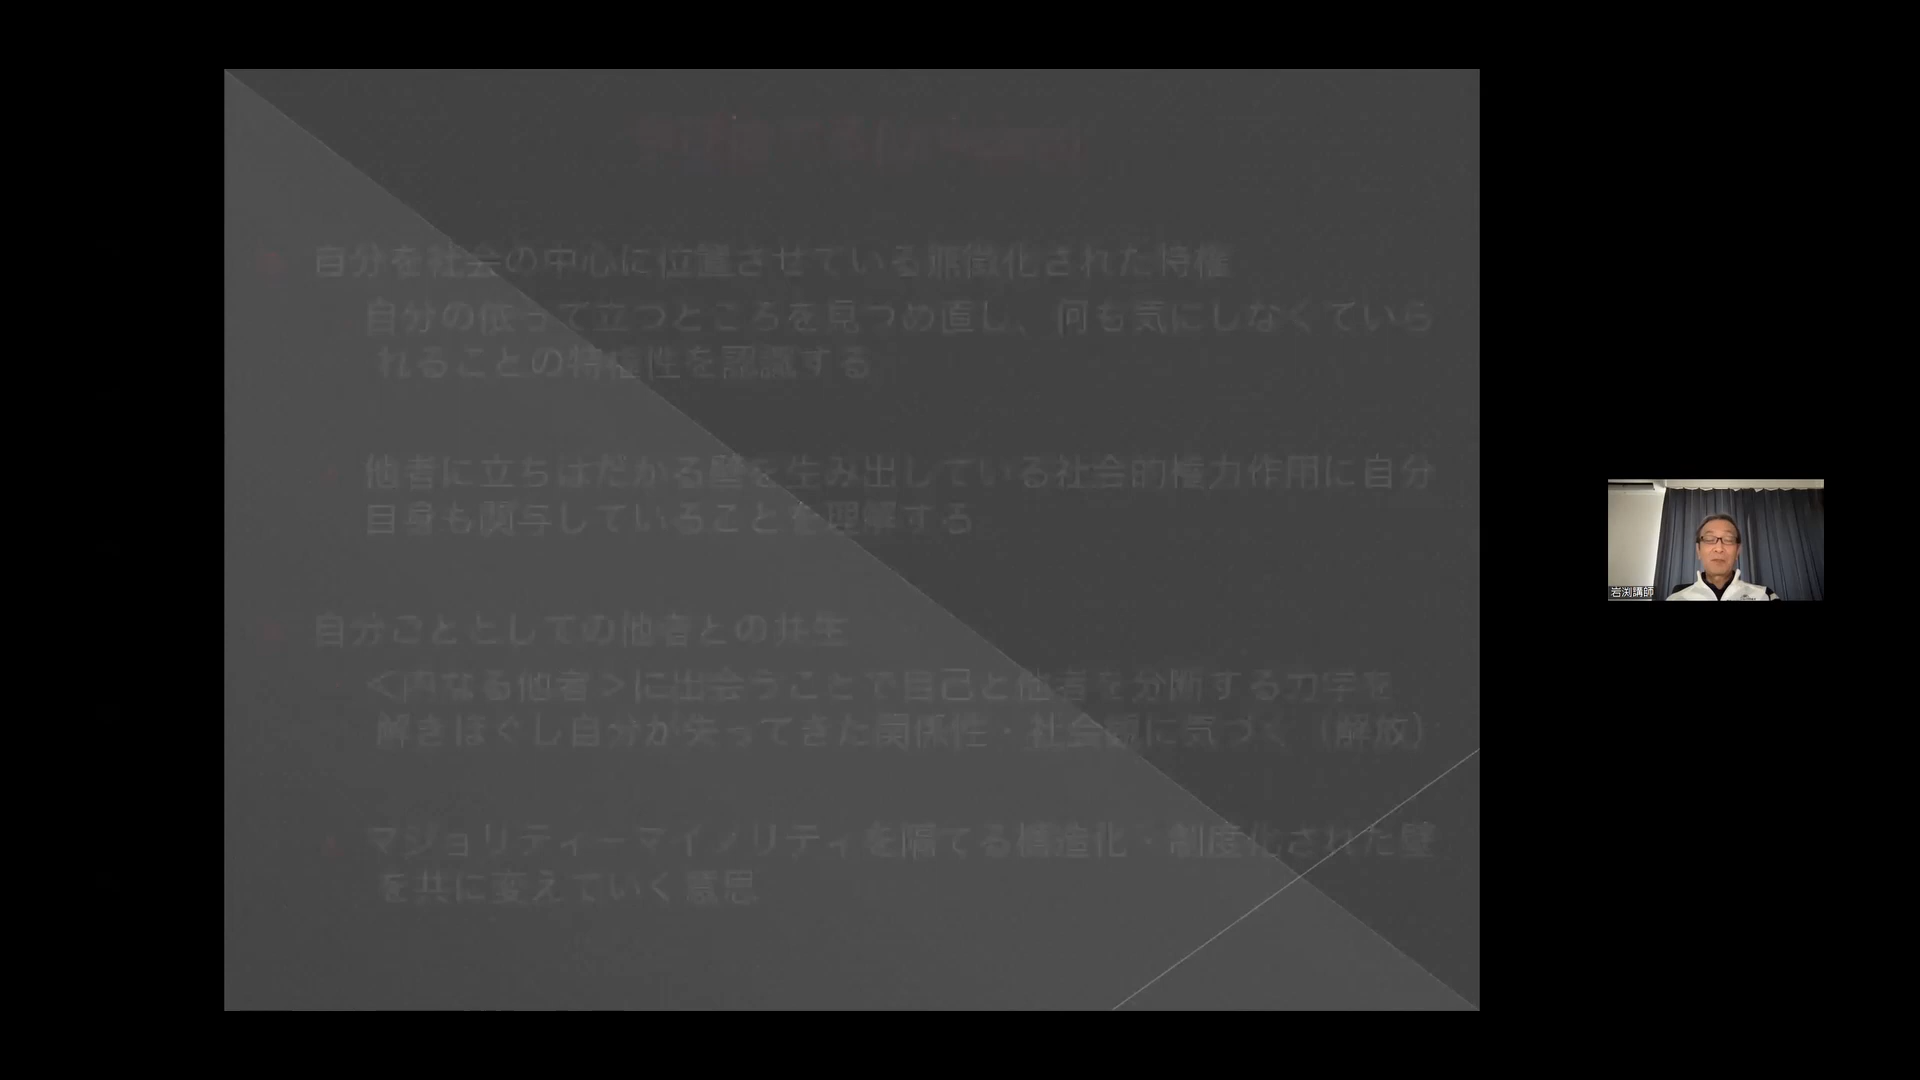 自分を社会の中心に位置させている無徴化された特権
自分の依って立つところを見つめ直し、何も気にしなくていら
れることの特権性を認識する
他者に立ちはだかる壁を生み出している社会的権力作用に自分
自身も関与していることを理解する
自分ごととしての他者との共生
<内なる他者>に出会うことで自己と他者を分断する力学を
解きほぐし自分が失ってきた関係性・社会観に気づく（解放）
マジョリティーマイノリティを隔てる構造化・制度化された壁
を共に変えていく意思
岩渕講師